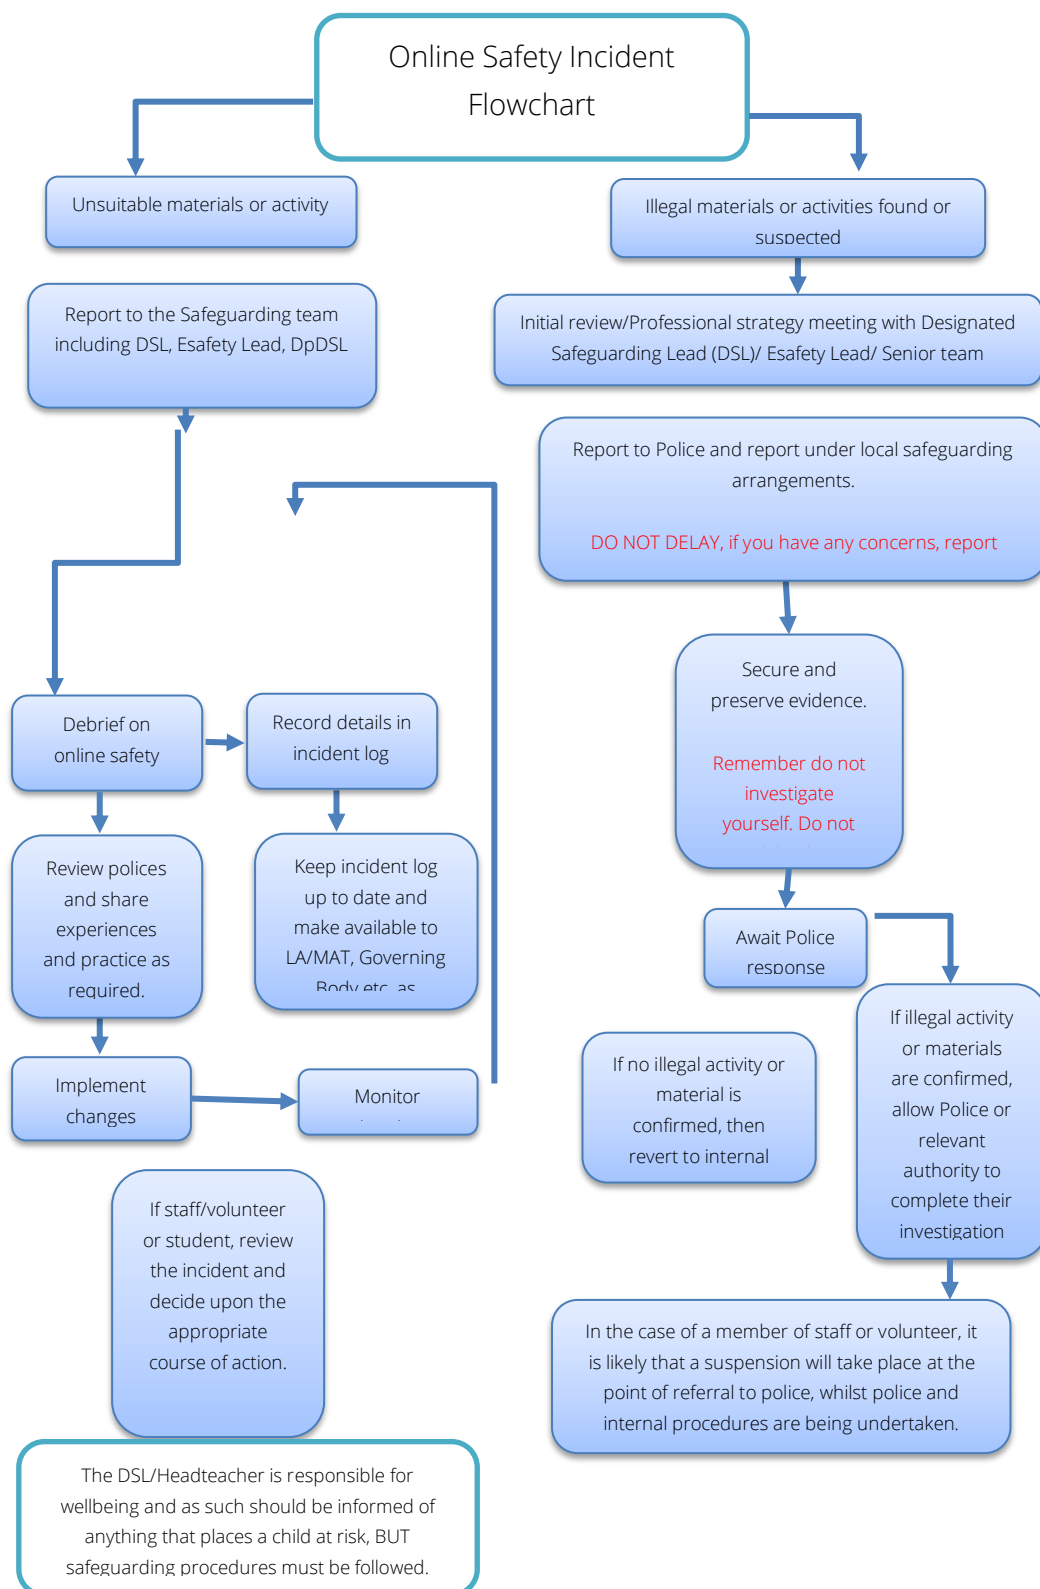 Online Safety Incident
Flowchart
Unsuitable materials or activity
Illegal materials or activities found or
suspected
Report to the Safeguarding team
including DSL, Esafety Lead, DpDSL
Initial review/Professional strategy meeting with Designated
Safeguarding Lead (DSL)/ Esafety Lead/ Senior team
Report to Police and report under local safeguarding
arrangements.
DO NOT DELAY, if you have any concerns, report
Secure and
preserve evidence.
Remember do not
investigate
yourself. Do not
Debrief on
online safety
Record details in
incident log
Review polices
and share
experiences
and practice as
required.
Keep incident log
up to date and
make available to
LA/MAT, Governing
Body etc. as
Await Police
response
If illegal activity
or materials
are confirmed,
allow Police or
relevant
authority to
complete their
investigation
If no illegal activity or
material is
confirmed, then
revert to internal
Implement
changes
Monitor
If staff/volunteer
or student, review
the incident and
decide upon the
appropriate
course of action.
In the case of a member of staff or volunteer, it
is likely that a suspension will take place at the
point of referral to police, whilst police and
internal procedures are being undertaken.
The DSL/Headteacher is responsible for
wellbeing and as such should be informed of
anything that places a child at risk, BUT
safeguarding procedures must be followed.